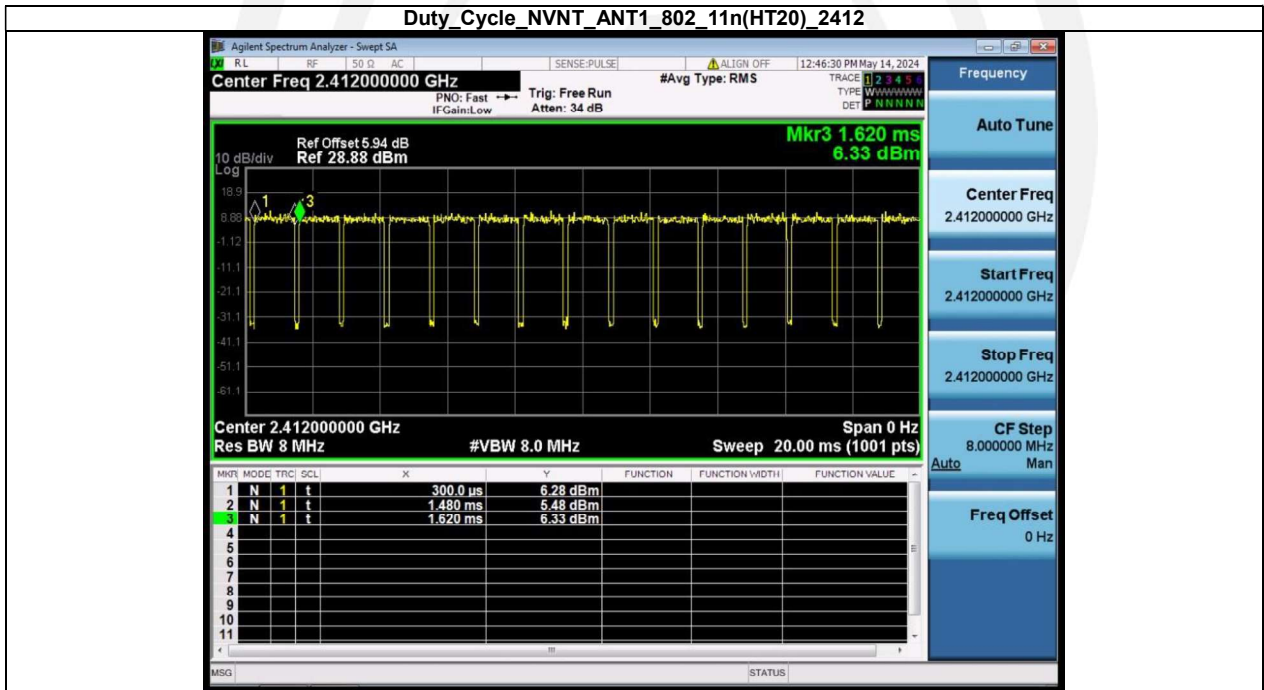 Duty_Cycle_NVNT_ANT1_802_11n(HT20)_2412
Agilent Spectrum Analyzer - Swept SA
LXI RL RF 50 Ω AC SENSE:PULSE ALIGN OFF 12:46:30 PM May 14, 2024
Center Freq 2.412000000 GHz #Avg Type: RMS TRACE 1 2 3 4 5 6
PNO: Fast Trig: Free Run TYPE WWWWWW
IFGain:Low Atten: 34 dB DET P N N N N N
Mkr3 1.620 ms
6.33 dBm
Ref Offset 5.94 dB
10 dB/div Ref 28.88 dBm
Log
18.9
1 3
8.88
-1.12
-11.1
-21.1
-31.1
-41.1
-51.1
-61.1
Center 2.412000000 GHz Span 0 Hz
Res BW 8 MHz #VBW 8.0 MHz Sweep 20.00 ms (1001 pts)
MKR MODE TRC SCL X Y FUNCTION FUNCTION WIDTH FUNCTION VALUE
1 N 1 t 300.0 µs 6.28 dBm
2 N 1 t 1.480 ms 5.48 dBm
3 N 1 t 1.620 ms 6.33 dBm
4
5
6
7
8
9
10
11
MSG STATUS
Frequency
Auto Tune
Center Freq
2.412000000 GHz
Start Freq
2.412000000 GHz
Stop Freq
2.412000000 GHz
CF Step
8.000000 MHz
Auto Man
Freq Offset
0 Hz